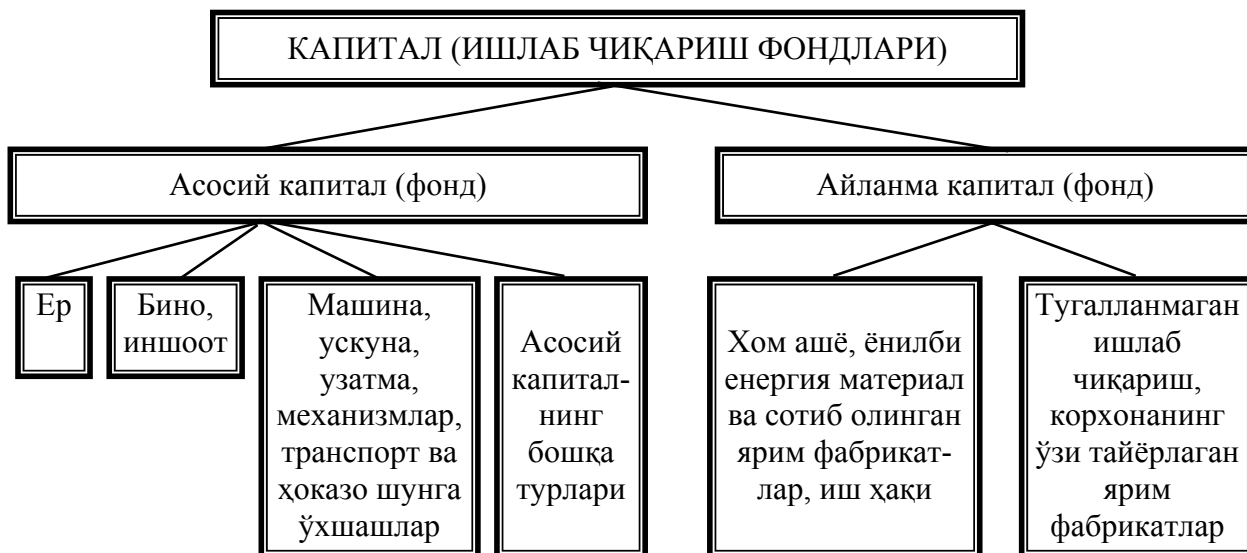 КАПИТАЛ (ИШЛАБ ЧИҚАРИШ ФОНДЛАРИ)
Асосий капитал (фонд)
Айланма капитал (фонд)
Ер
Бино,
иншоот
Машина,
ускуна,
узатма,
механизмлар,
транспорт ва
ҳоказо шунга
ўхшашлар
Асосий
капитал-
нинг
бошқа
турлари
Хом ашё, ёнилби
енергия материал
ва сотиб олинган
ярим фабрикат-
лар, иш ҳақи
Тугалланмаган
ишлаб
чиқариш,
корхонанинг
ўзи тайёрлаган
ярим
фабрикатлар